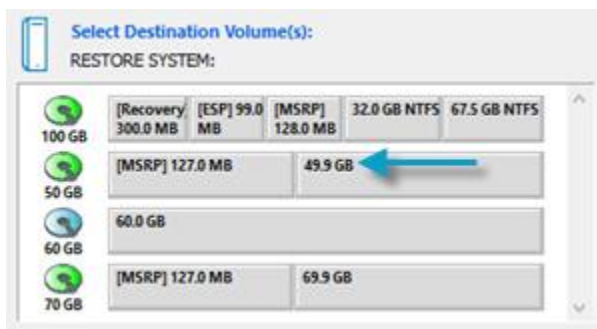 Select Destination Volume(s):
RESTORE SYSTEM:
[Recovery] [ESP] 99.0 [MSRP] 32.0 GB NTFS 67.5 GB NTFS
300.0 MB MB 128.0 MB
100 GB
[MSRP] 127.0 MB 49.9 GB
50 GB
60.0 GB
60 GB
[MSRP] 127.0 MB 69.9 GB
70 GB